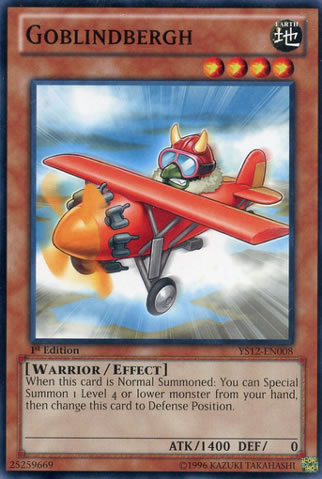 GOBLINDBERGH
EARTH
地
1st Edition
YS12-EN008
[WARRIOR/EFFECT]
When this card is Normal Summoned: You can Special
Summon 1 Level 4 or lower monster from your hand,
then change this card to Defense Position.
ATK/1400 DEF/ 0
25259669
©1996 KAZUKI TAKAHASHI